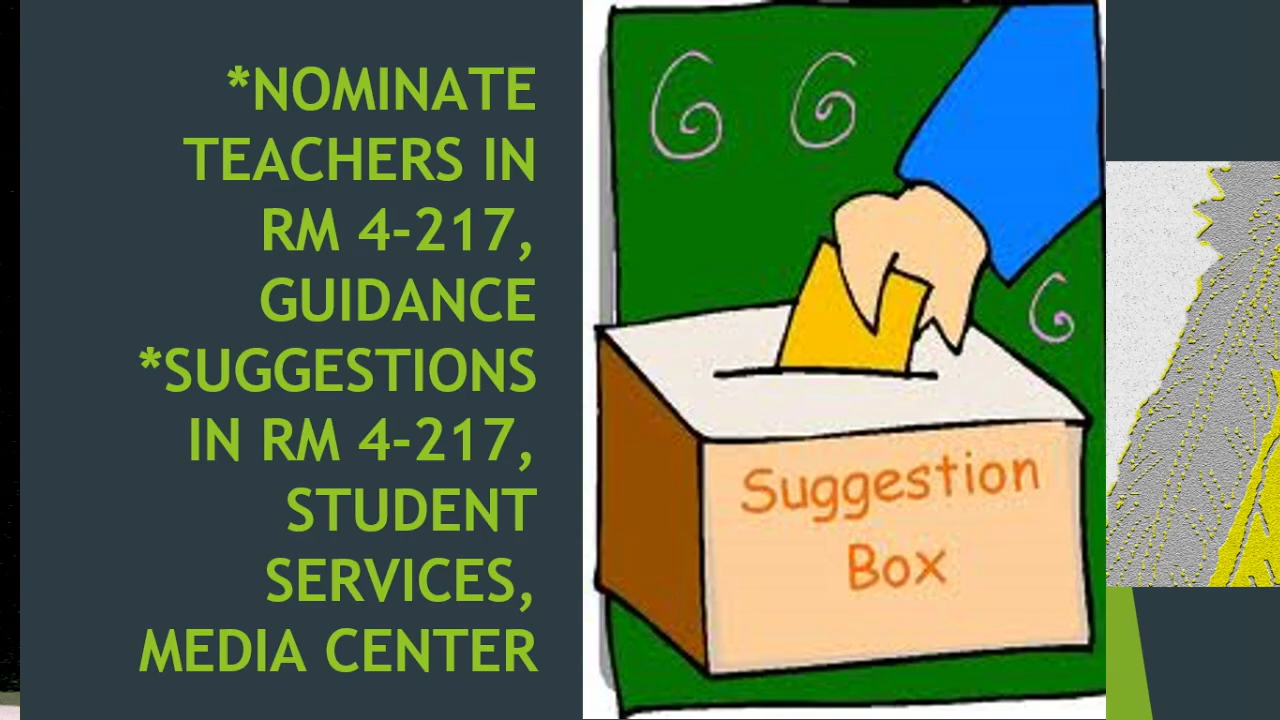 *NOMINATE
TEACHERS IN
RM 4-217,
GUIDANCE
*SUGGESTIONS
IN RM 4-217,
STUDENT
SERVICES,
MEDIA CENTER
Suggestion
Box